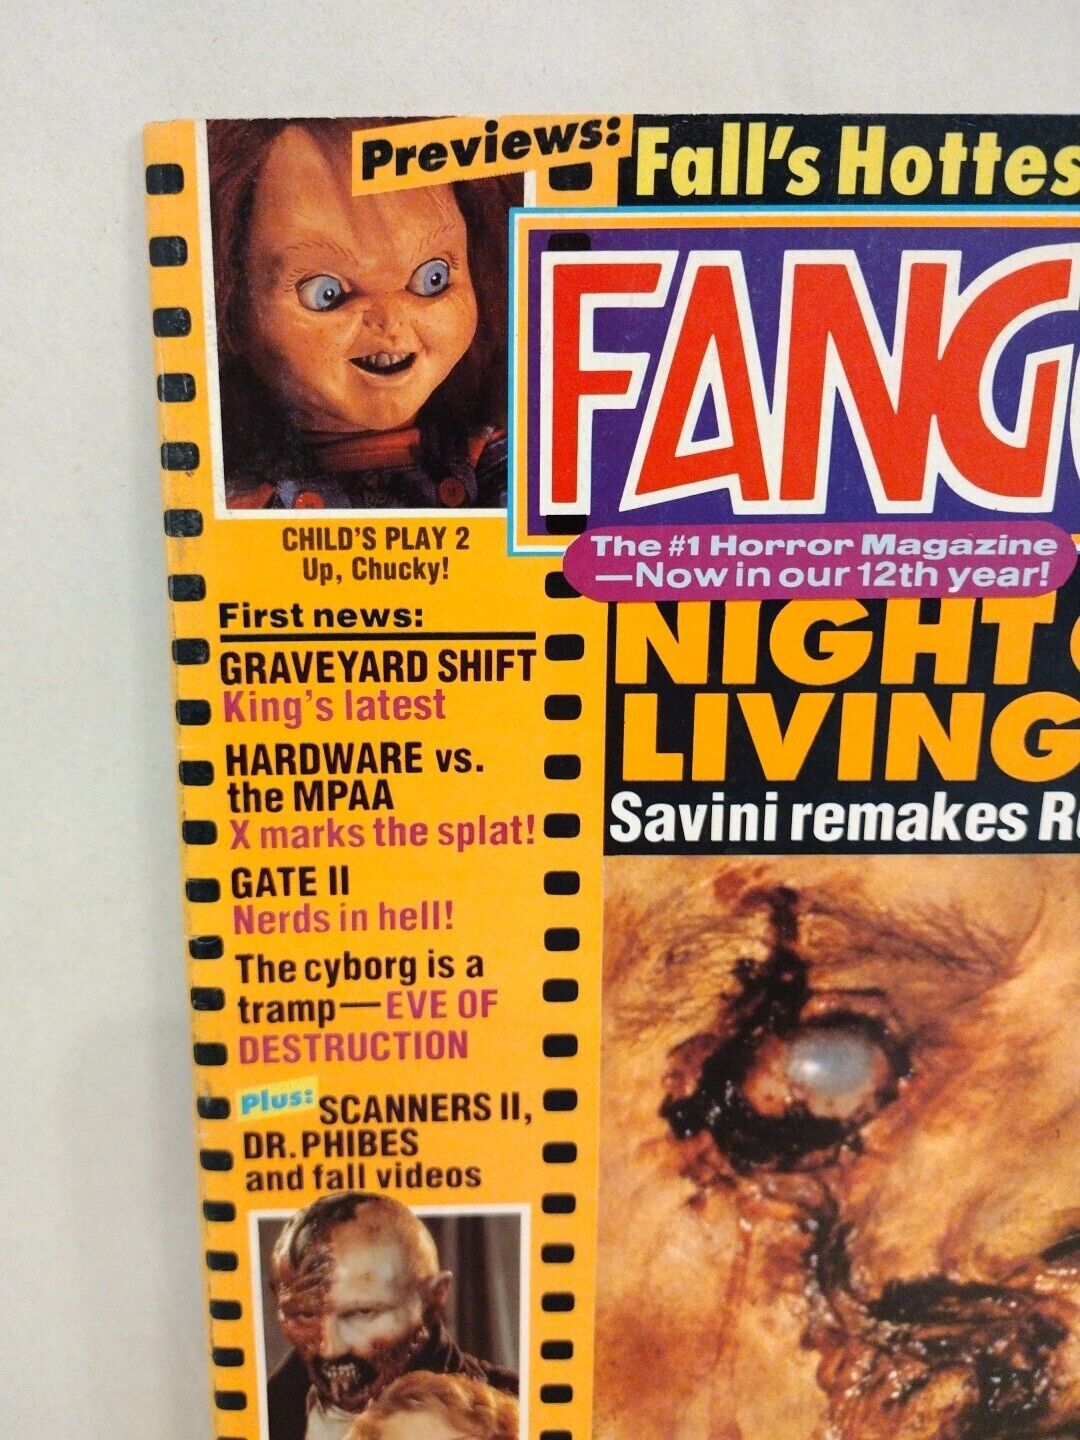 Previews:
Fall's Hottes
FANG
The #1 Horror Magazine
—Now in our 12th year!
CHILD'S PLAY 2
Up, Chucky!
First news:
GRAVEYARD SHIFT
King's latest
HARDWARE vs.
the MPAA
X marks the splat!
GATE II
Nerds in hell!
The cyborg is a
tramp—EVE OF
DESTRUCTION
Plus: SCANNERS II,
DR. PHIBES
and fall videos
NIGHT
LIVING
Savini remakes R